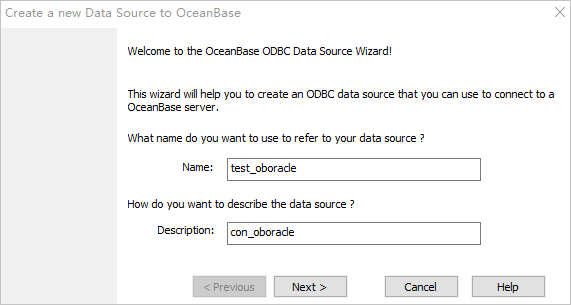 Create a new Data Source to OceanBase
Welcome to the OceanBase ODBC Data Source Wizard!
This wizard will help you to create an ODBC data source that you can use to connect to a
OceanBase server.
What name do you want to use to refer to your data source ?
Name: test_oboracle
How do you want to describe the data source ?
Description: con_oboracle
< Previous Next > Cancel Help